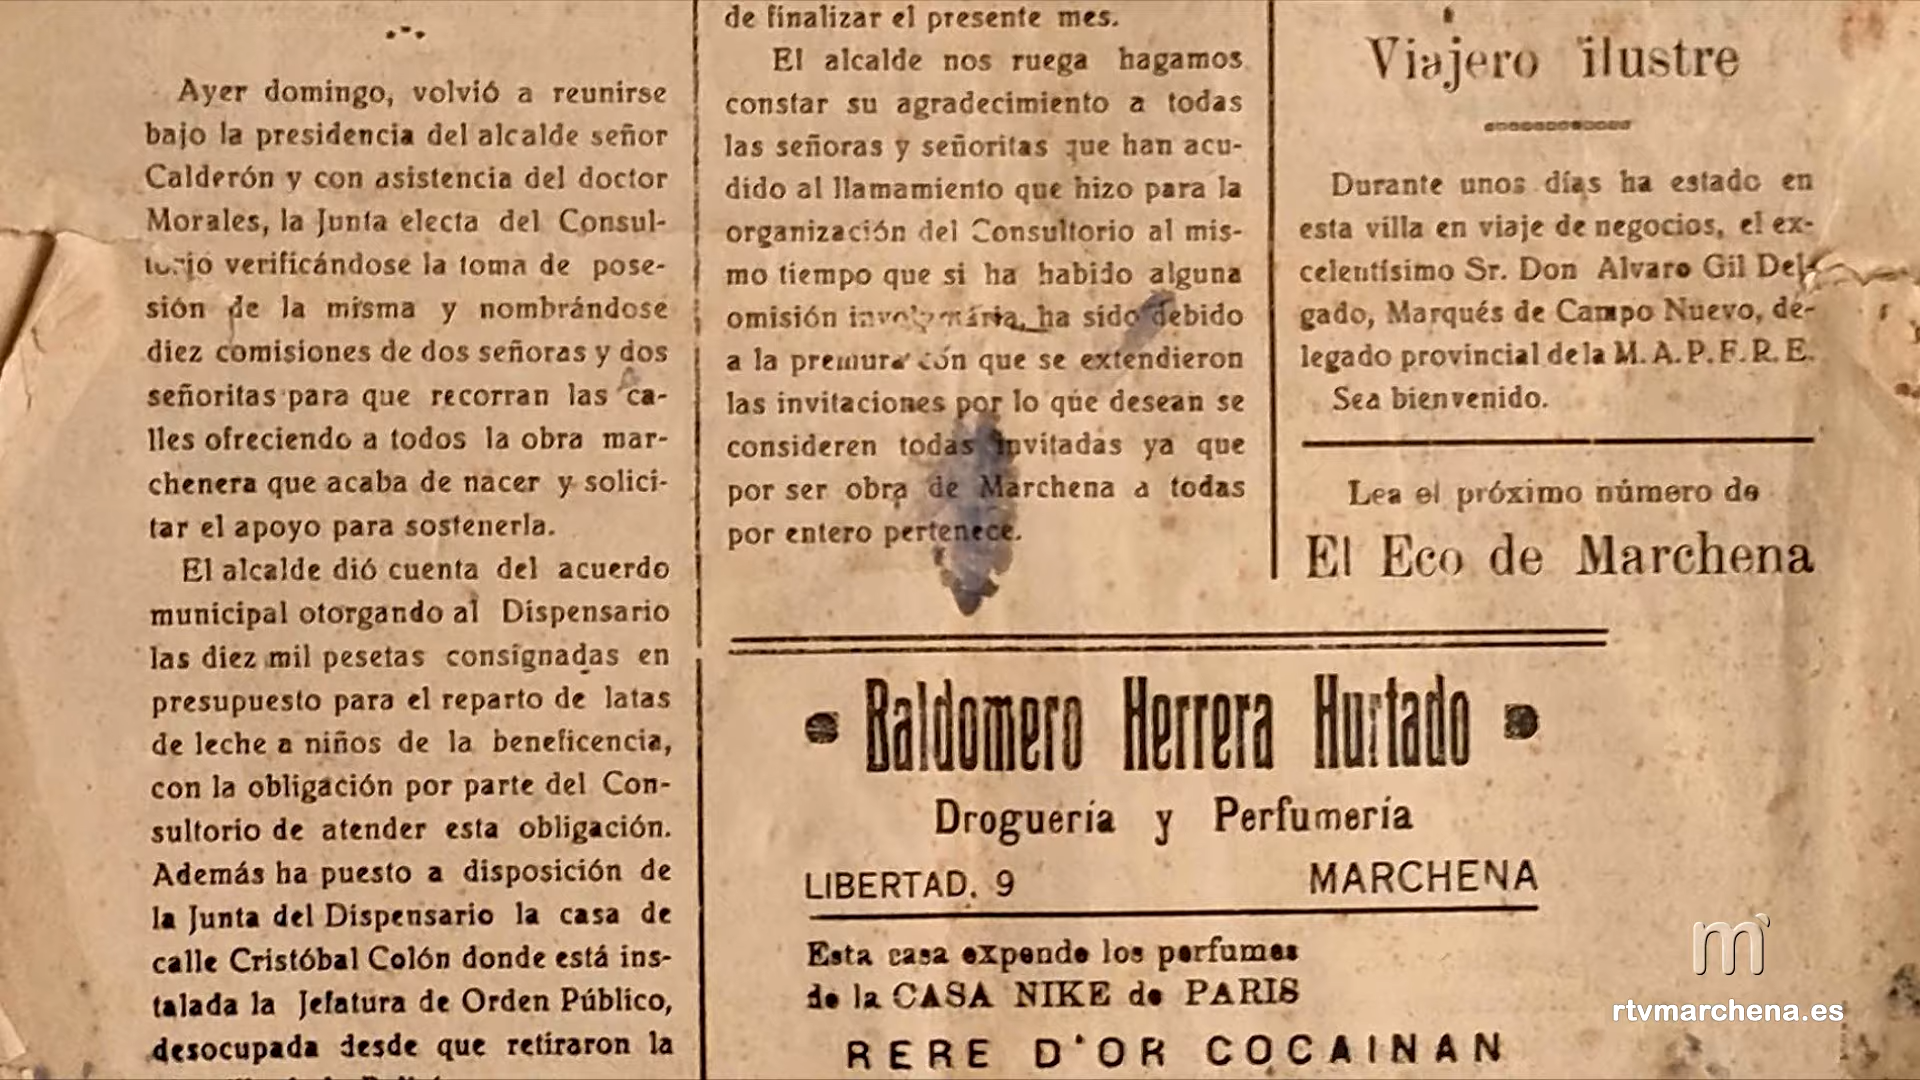 Ayer domingo, volvió a reunirse
bajo la presidencia del alcalde señor
Calderón y con asistencia del doctor
Morales, la Junta electa del Consul-
torio verificándose la toma de pose-
sión de la misma y nombrándose
diez comisiones de dos señoras y dos
señoritas para que recorran las ca-
lles ofreciendo a todos la obra mar-
chenera que acaba de nacer y solici-
tar el apoyo para sostenerla.
El alcalde dió cuenta del acuerdo
municipal otorgando al Dispensario
las diez mil pesetas consignadas en
presupuesto para el reparto de latas
de leche a niños de la beneficencia,
con la obligación por parte del Con-
sultorio de atender esta obligación.
Además ha puesto a disposición de
la Junta del Dispensario la casa de
calle Cristóbal Colón donde está ins-
talada la Jefatura de Orden Público,
desocupada desde que retiraron la
de finalizar el presente mes.
El alcalde nos ruega hagamos
constar su agradecimiento a todas
las señoras y señoritas que han acu-
dido al llamamiento que hizo para la
organización del Consultorio al mis-
mo tiempo que si ha habido alguna
omisión involuntaria, ha sido debido
a la premura con que se extendieron
las invitaciones por lo que desean se
consideren todas invitadas ya que
por ser obra de Marchena a todas
por entero pertenece.
Viajero ilustre
Durante unos días ha estado en
esta villa en viaje de negocios, el ex-
celentísimo Sr. Don Alvaro Gil Del-
gado, Marqués de Campo Nuevo, de-
legado provincial de la M. A. P. F. R. E.
Sea bienvenido.
Lea el próximo número de
El Eco de Marchena
Baldomero Herrera Hurtado
Droguería y Perfumería
LIBERTAD, 9 MARCHENA
Esta casa expende los perfumes
de la CASA NIKE de PARIS
RERE D'OR COCAINAN
m
rtvmarchena.es